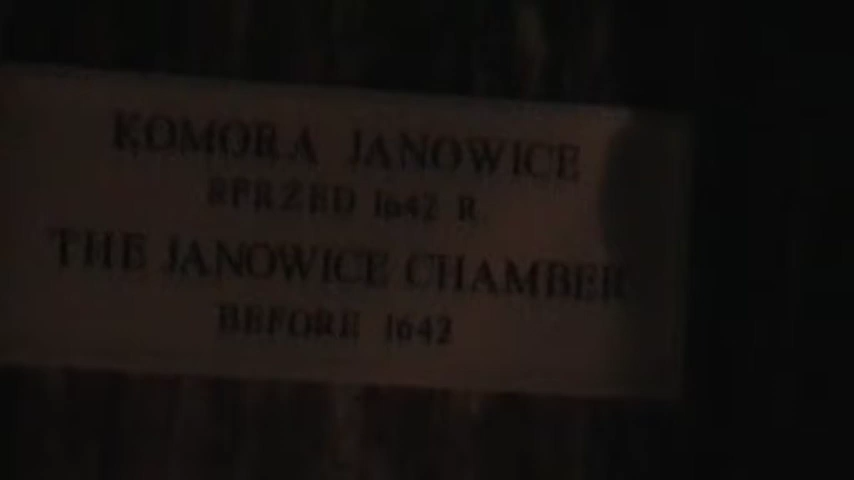 KOMORA JANOWICE
SPRZED 1642 R.
THE JANOWICE CHAMBER
BEFORE 1642